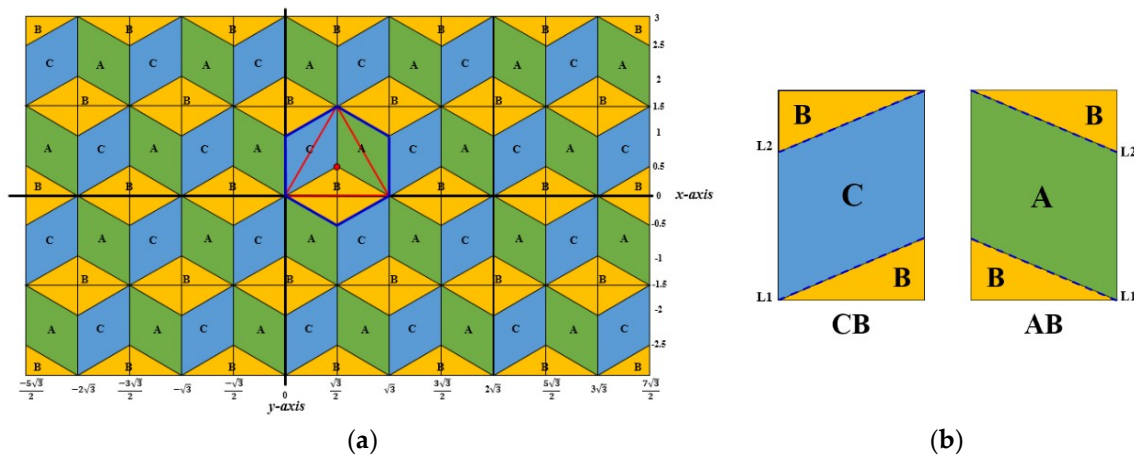 B B B B B B B 3
2.5
C A C A C A C A C A C A
2
B B B B B B 1.5
1
A C A C A C A C A C A C
0.5
B B B B B B B 0 x-axis
-0.5
C A C A C A C A C A C A
-1
B B B B B B -1.5
-2
A C A C A C A C A C A C
-2.5
B B B B B B B
-5√3/2 -2√3 -3√3/2 -√3 -√3/2 0 √3/2 √3 3√3/2 2√3 5√3/2 3√3 7√3/2
y-axis
(a)
B
L2
C
B
L1
CB
B
L2
A
B
L1
AB
(b)